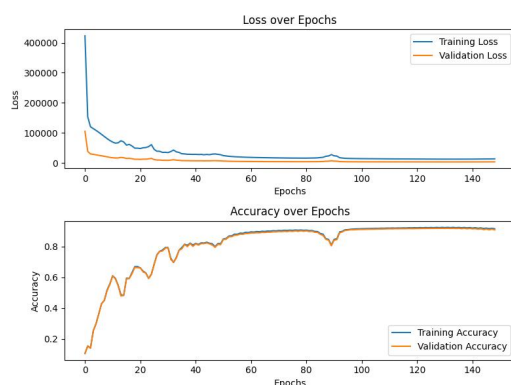 Loss over Epochs
400000
300000
200000
100000
0
Loss
Training Loss
Validation Loss
0 20 40 60 80 100 120 140
Epochs
Accuracy over Epochs
0.8
0.6
0.4
0.2
Accuracy
Training Accuracy
Validation Accuracy
0 20 40 60 80 100 120 140
Epochs